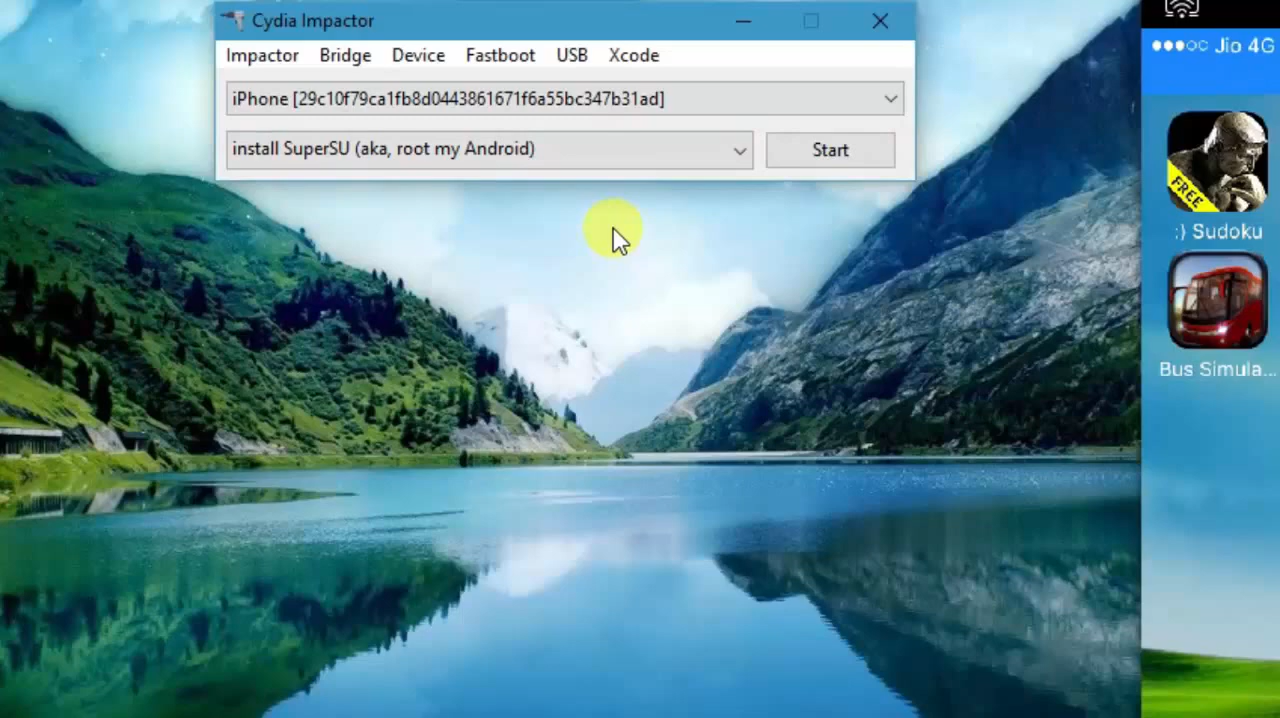 Cydia Impactor
Impactor Bridge Device Fastboot USB Xcode
iPhone [29c10f79ca1fb8d0443861671f6a55bc347b31ad]
install SuperSU (aka, root my Android)
Start
Jio 4G
FREE
:) Sudoku
Bus Simula...